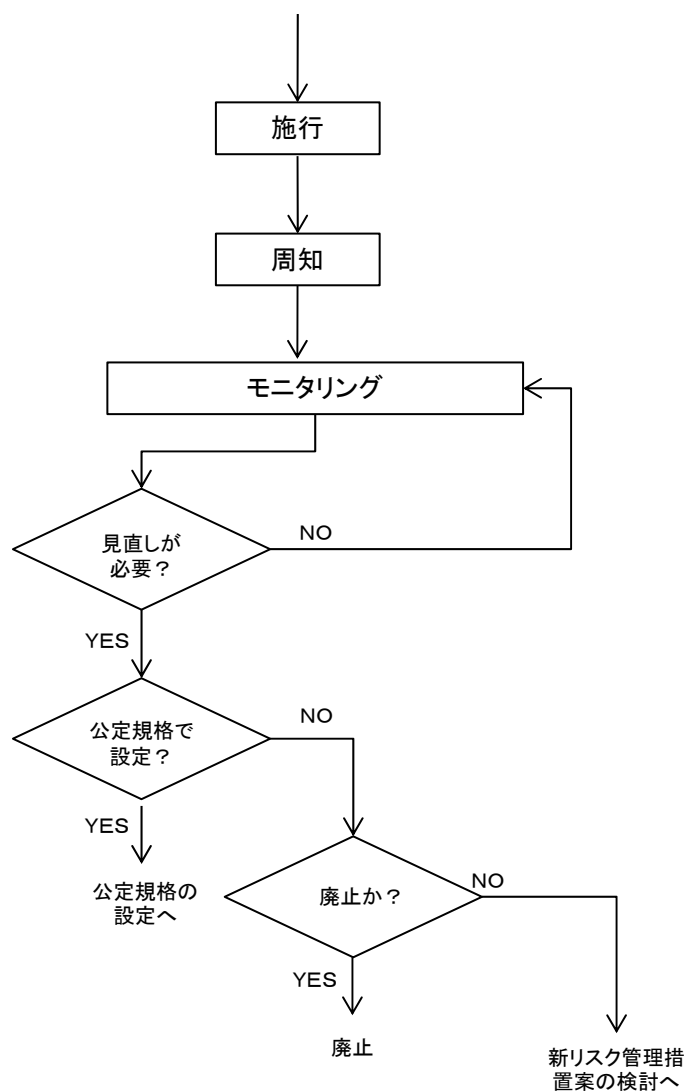 施行
周知
モニタリング
見直しが
必要？
NO
YES
公定規格で
設定？
NO
YES
公定規格の
設定へ
廃止か？
NO
YES
廃止
新リスク管理措
置案の検討へ